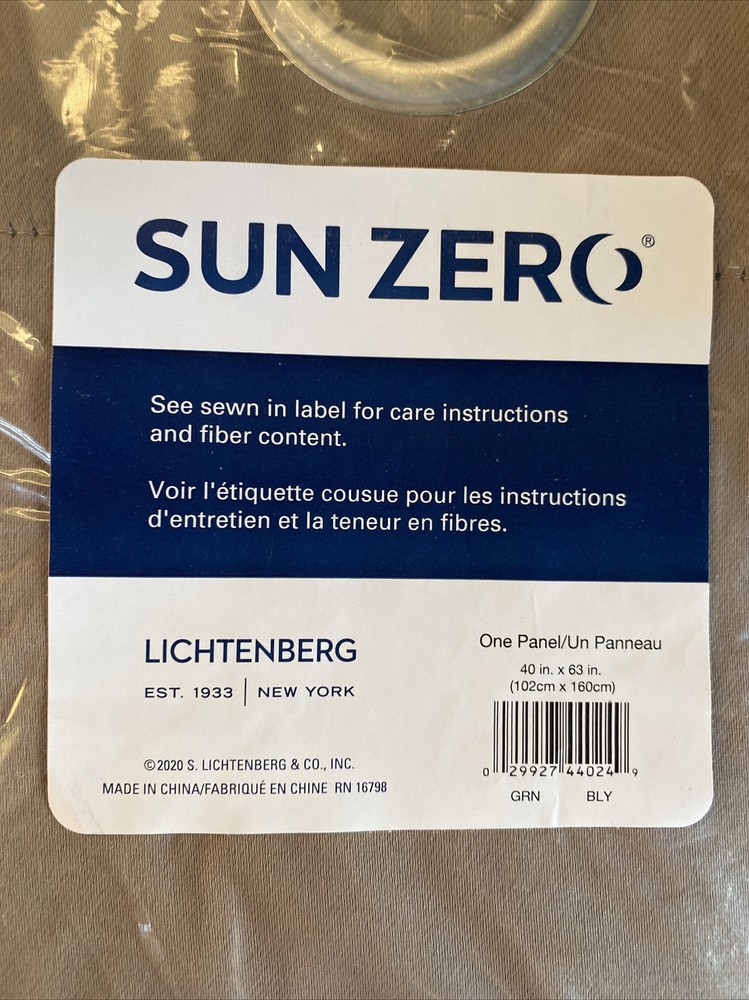 SUN ZERO®
See sewn in label for care instructions
and fiber content.
Voir l'étiquette cousue pour les instructions
d'entretien et la teneur en fibres.
LICHTENBERG
EST. 1933 | NEW YORK
©2020 S. LICHTENBERG & CO., INC.
MADE IN CHINA/FABRIQUÉ EN CHINE RN 16798
One Panel/Un Panneau
40 in. x 63 in.
(102cm x 160cm)
0 29927 44024 9
GRN BLY